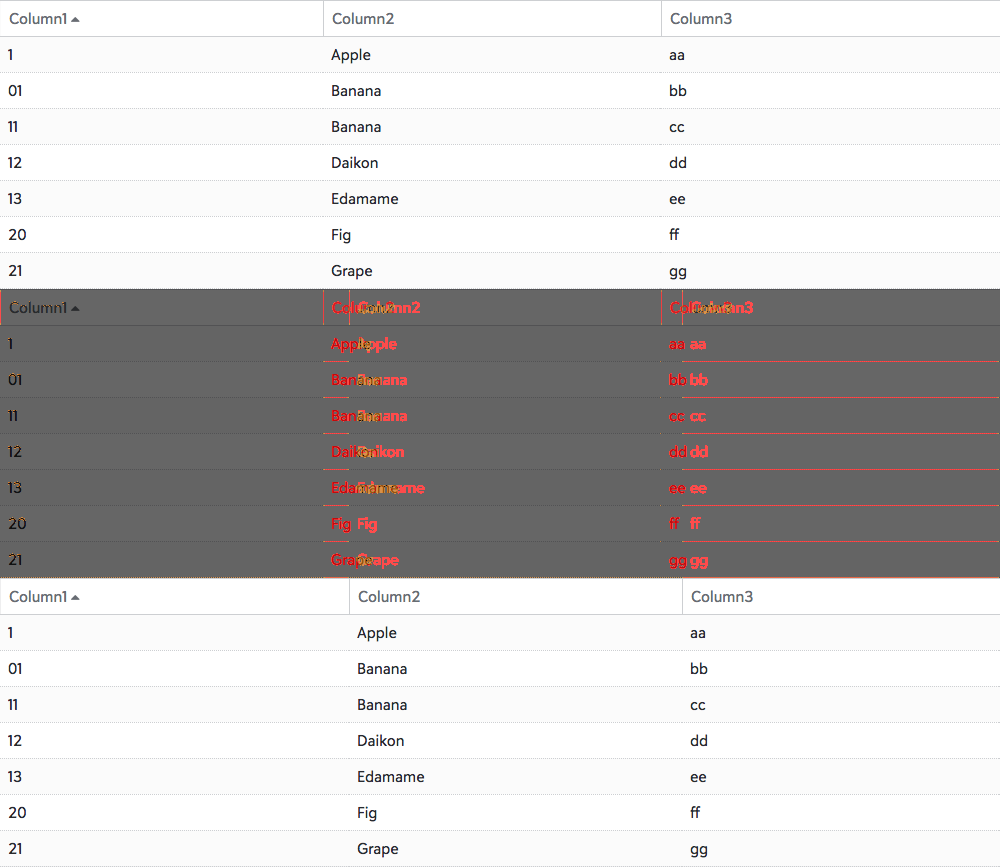 Column1 Column2 Column3
1 Apple aa
01 Banana bb
11 Banana cc
12 Daikon dd
13 Edamame ee
20 Fig ff
21 Grape gg
Column1 Column2 Column2 Column3 Column3
1 Apple Apple aa aa
01 Banana Banana bb bb
11 Banana Banana cc cc
12 Daikon Daikon dd dd
13 Edamame Edamame ee ee
20 Fig Fig ff ff
21 Grape Grape gg gg
Column1 Column2 Column3
1 Apple aa
01 Banana bb
11 Banana cc
12 Daikon dd
13 Edamame ee
20 Fig ff
21 Grape gg